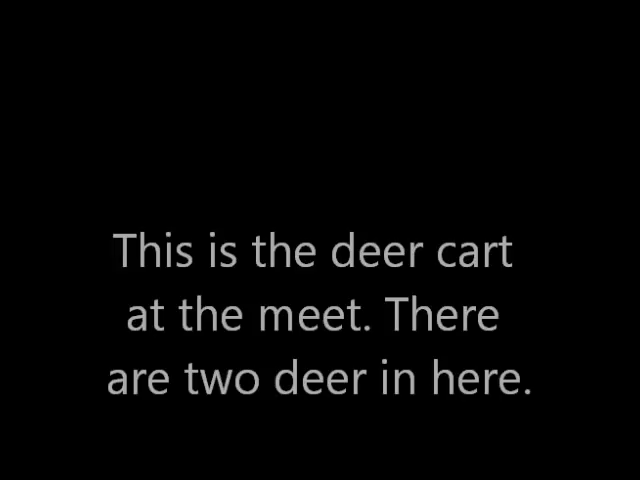 This is the deer cart
at the meet. There
are two deer in here.